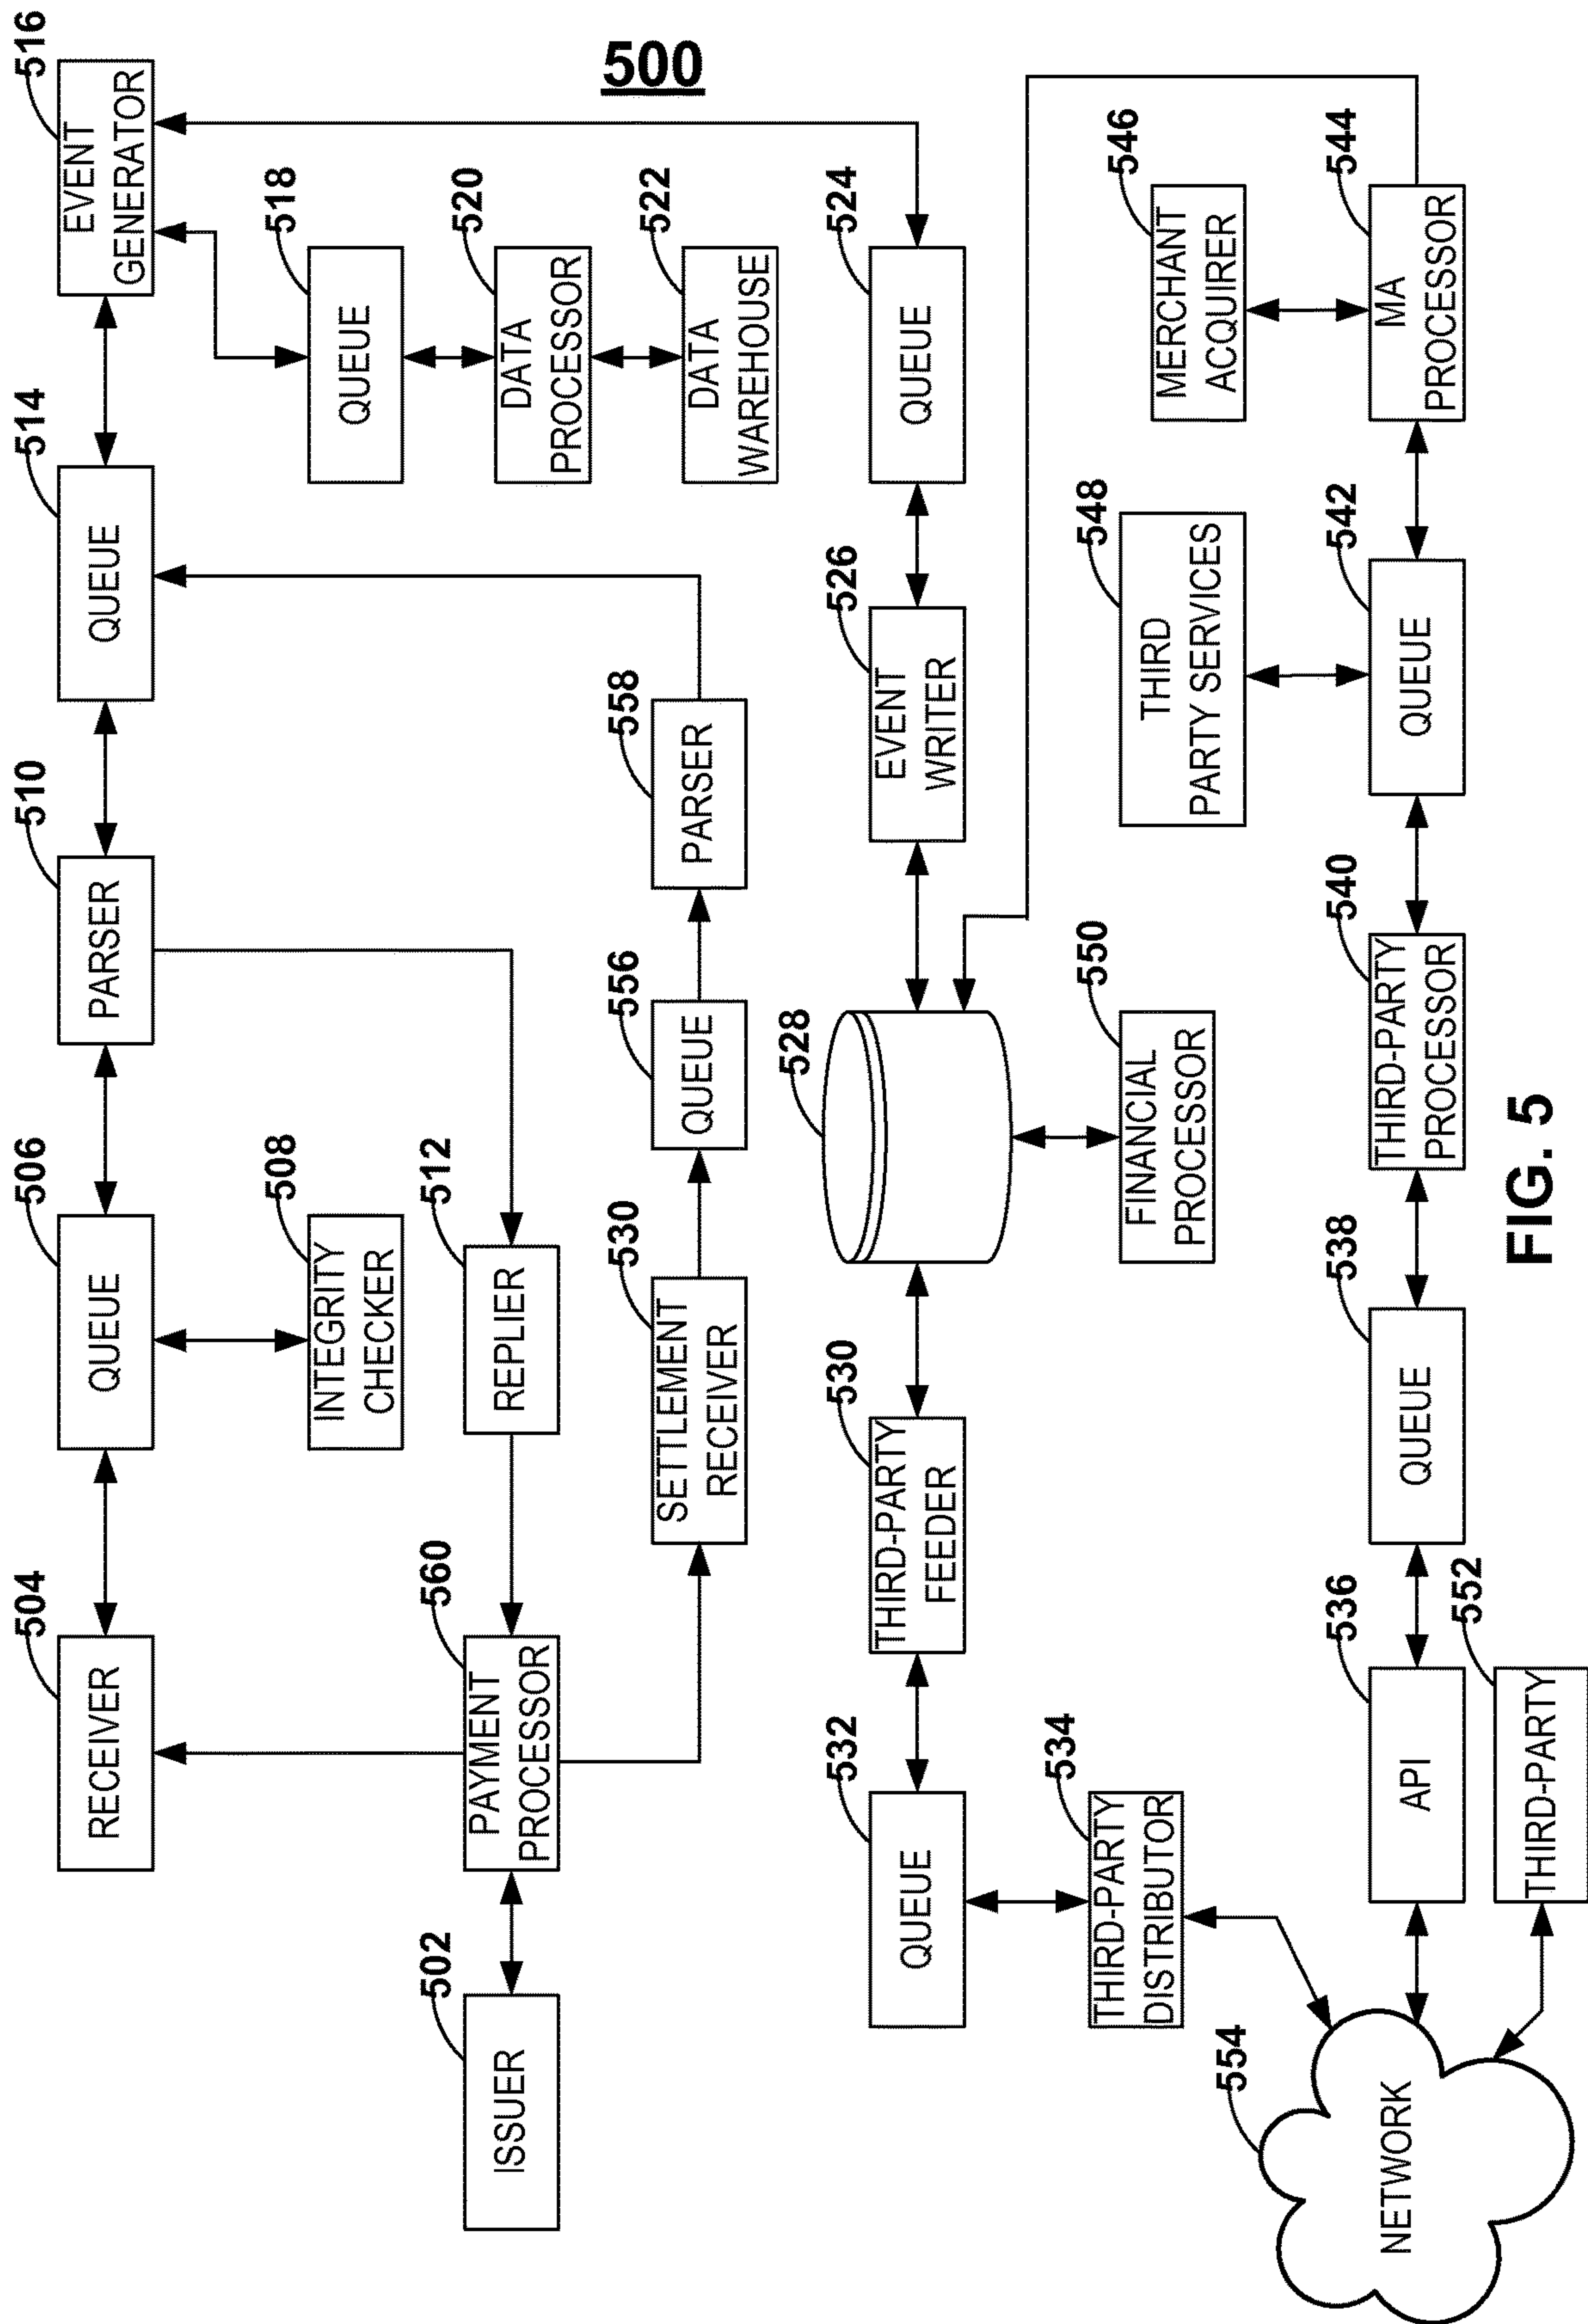 500
504
RECEIVER
506
QUEUE
510
PARSER
514
QUEUE
516
EVENT
GENERATOR
508
INTEGRITY
CHECKER
518
QUEUE
502
ISSUER
560
PAYMENT
PROCESSOR
512
REPLIER
520
DATA
PROCESSOR
530
SETTLEMENT
RECEIVER
556
QUEUE
558
PARSER
522
DATA
WAREHOUSE
532
QUEUE
530
THIRD-PARTY
FEEDER
528
526
EVENT
WRITER
524
QUEUE
534
THIRD-PARTY
DISTRIBUTOR
550
FINANCIAL
PROCESSOR
548
THIRD
PARTY SERVICES
546
MERCHANT
ACQUIRER
554
NETWORK
536
API
538
QUEUE
540
THIRD-PARTY
PROCESSOR
542
QUEUE
544
MA
PROCESSOR
552
THIRD-PARTY
FIG. 5